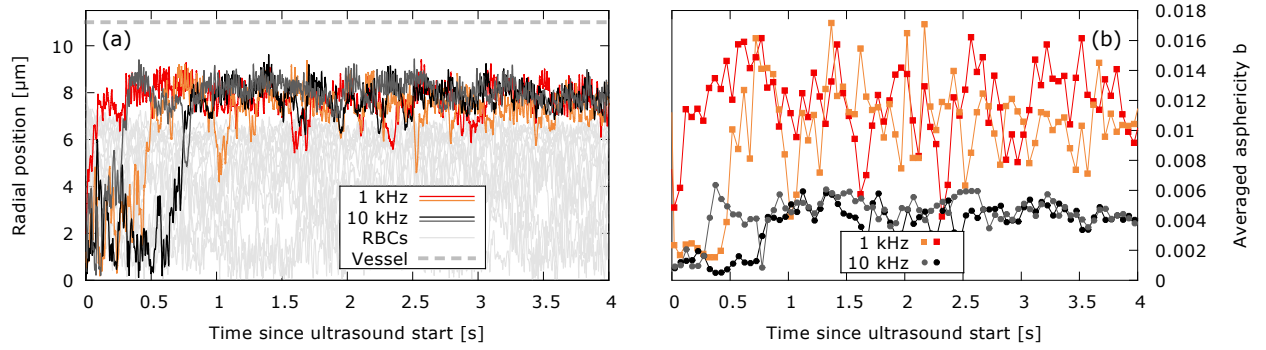 (a)
Radial position [µm]
10
8
6
4
2
0
0 0.5 1 1.5 2 2.5 3 3.5 4
Time since ultrasound start [s]
1 kHz
10 kHz
RBCs
Vessel
(b)
0.018
0.016
0.014
0.012
0.01
0.008
0.006
0.004
0.002
0
Averaged asphericity b
0 0.5 1 1.5 2 2.5 3 3.5 4
Time since ultrasound start [s]
1 kHz
10 kHz